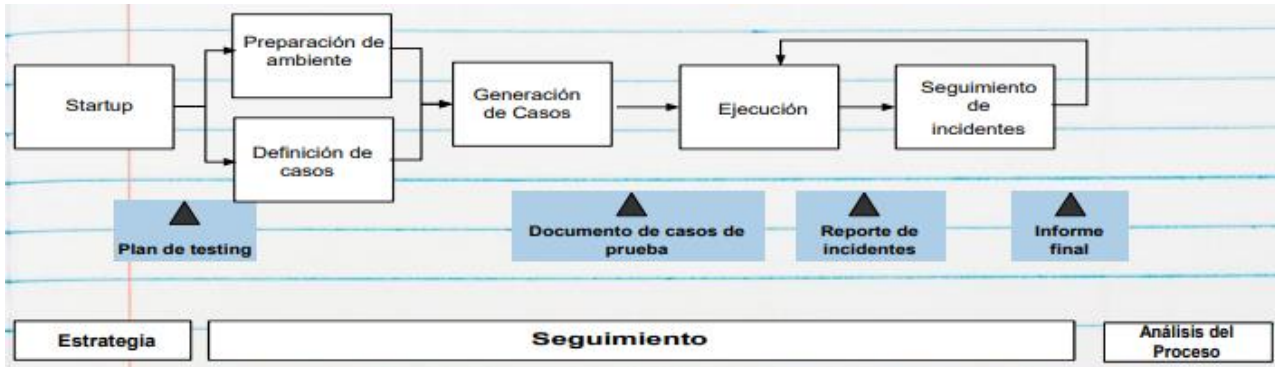 Preparación de
ambiente
Startup
Definición de
casos
Generación
de Casos
Ejecución
Seguimiento
de
incidentes
Plan de testing
Documento de casos de
prueba
Reporte de
incidentes
Informe
final
Estrategia
Seguimiento
Análisis del
Proceso